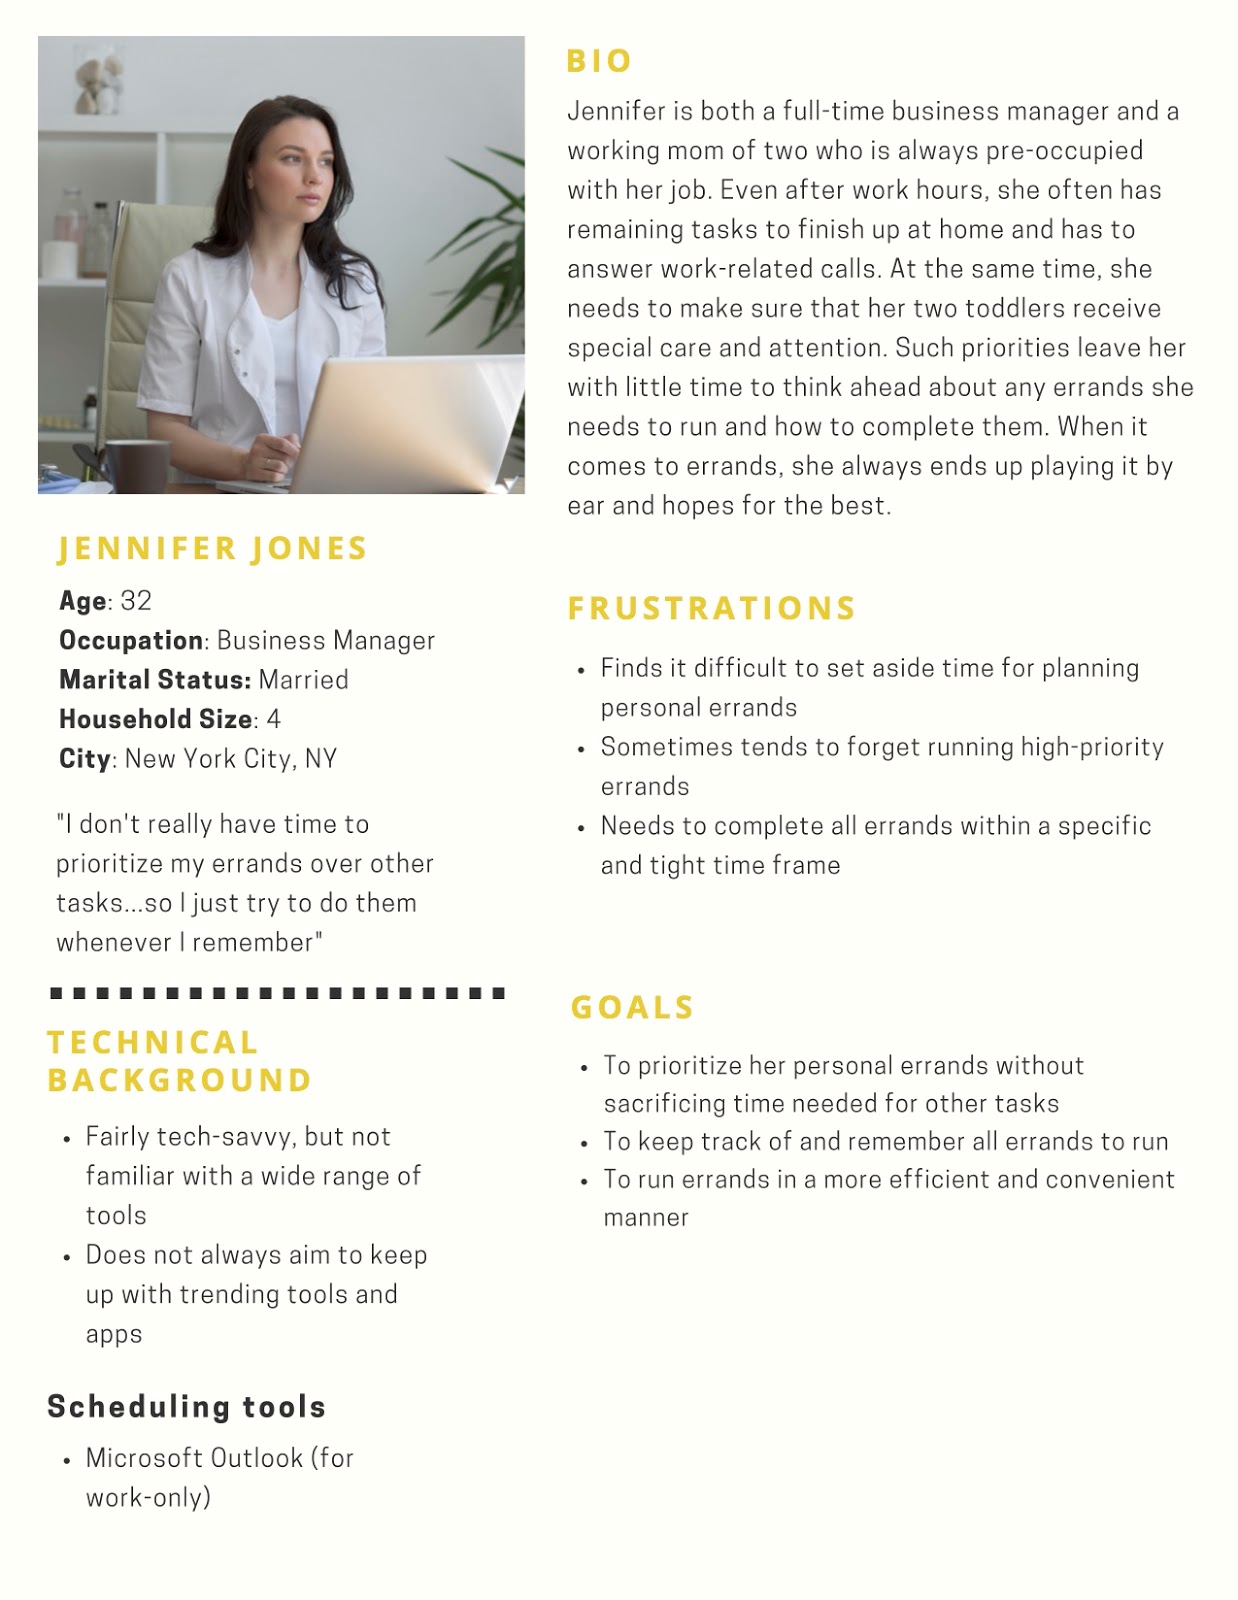 JENNIFER JONES
Age: 32
Occupation: Business Manager
Marital Status: Married
Household Size: 4
City: New York City, NY
"I don't really have time to
prioritize my errands over other
tasks...so I just try to do them
whenever I remember"
TECHNICAL
BACKGROUND
• Fairly tech-savvy, but not
familiar with a wide range of
tools
• Does not always aim to keep
up with trending tools and
apps
Scheduling tools
• Microsoft Outlook (for
work-only)
BIO
Jennifer is both a full-time business manager and a
working mom of two who is always pre-occupied
with her job. Even after work hours, she often has
remaining tasks to finish up at home and has to
answer work-related calls. At the same time, she
needs to make sure that her two toddlers receive
special care and attention. Such priorities leave her
with little time to think ahead about any errands she
needs to run and how to complete them. When it
comes to errands, she always ends up playing it by
ear and hopes for the best.
FRUSTRATIONS
• Finds it difficult to set aside time for planning
personal errands
• Sometimes tends to forget running high-priority
errands
• Needs to complete all errands within a specific
and tight time frame
GOALS
• To prioritize her personal errands without
sacrificing time needed for other tasks
• To keep track of and remember all errands to run
• To run errands in a more efficient and convenient
manner